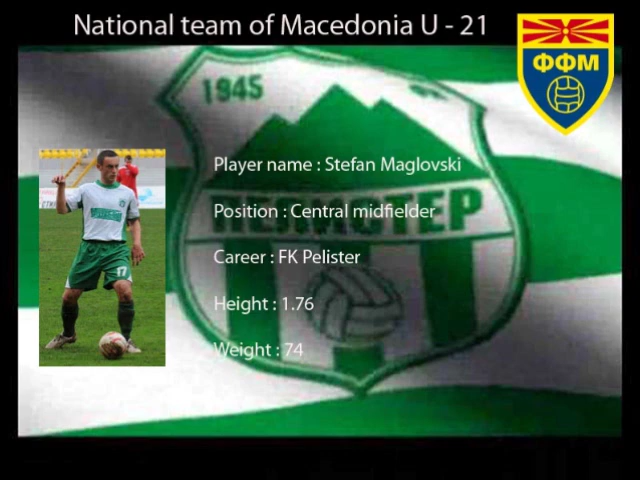 National team of Macedonia U - 21
ФФМ
1945
Player name : Stefan Maglovski
Position : Central midfielder
ПЕЛИСТЕР
Career : FK Pelister
Height : 1.76
Weight : 74
17